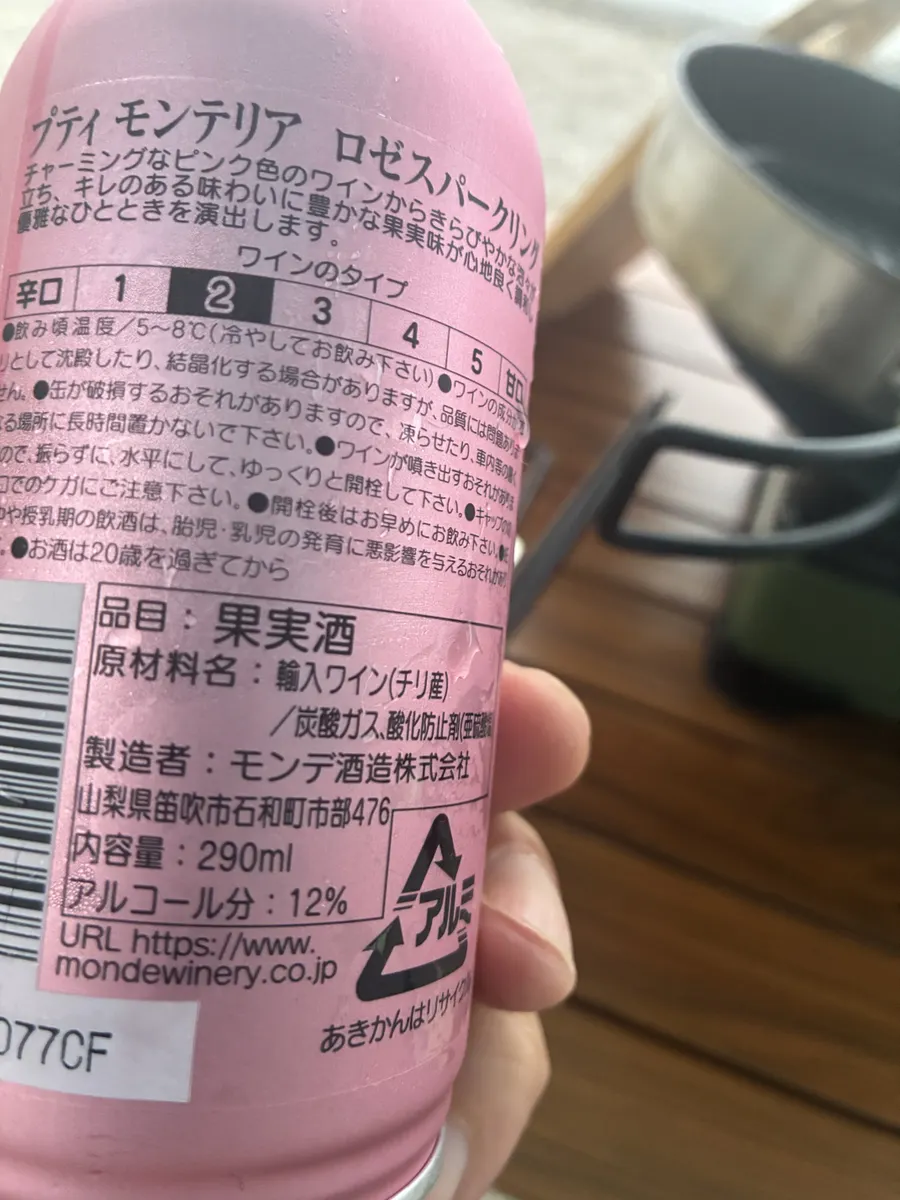 プティ モンテリア ロゼスパークリング
チャーミングなピンク色のワインからきらびやかな泡が
立ち、キレのある味わいに豊かな果実味が心地良く
優雅なひとときを演出します。
ワインのタイプ
辛口 1 2 3 4 5 甘口
●飲み頃温度/5〜8℃(冷やしてお飲み下さい)●ワインの成分が
りとして沈殿したり、結晶化する場合がありますが、品質には問題あり
せん。●缶が破損するおそれがありますので、凍らせたり、車内等の
る場所に長時間置かないで下さい。●ワインが噴き出すおそれがあ
ので、振らずに、水平にして、ゆっくりと開栓して下さい。●キャップの
口でのケガにご注意下さい。●開栓後はお早めにお飲み下さい。
や授乳期の飲酒は、胎児・乳児の発育に悪影響を与えるおそれが
。●お酒は20歳を過ぎてから
品目:果実酒
原材料名:輸入ワイン(チリ産)
/炭酸ガス、酸化防止剤(亜硫酸塩
製造者:モンデ酒造株式会社
山梨県笛吹市石和町市部476
内容量:290ml
アルコール分:12%
URL https://www.
mondewinery.co.jp
アルミ
あきかんはリサイクル
077CF